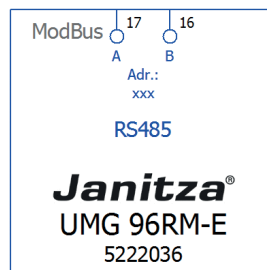 17 16
ModBus
A B
Adr.:
xxx
RS485
Janitza®
UMG 96RM-E
5222036